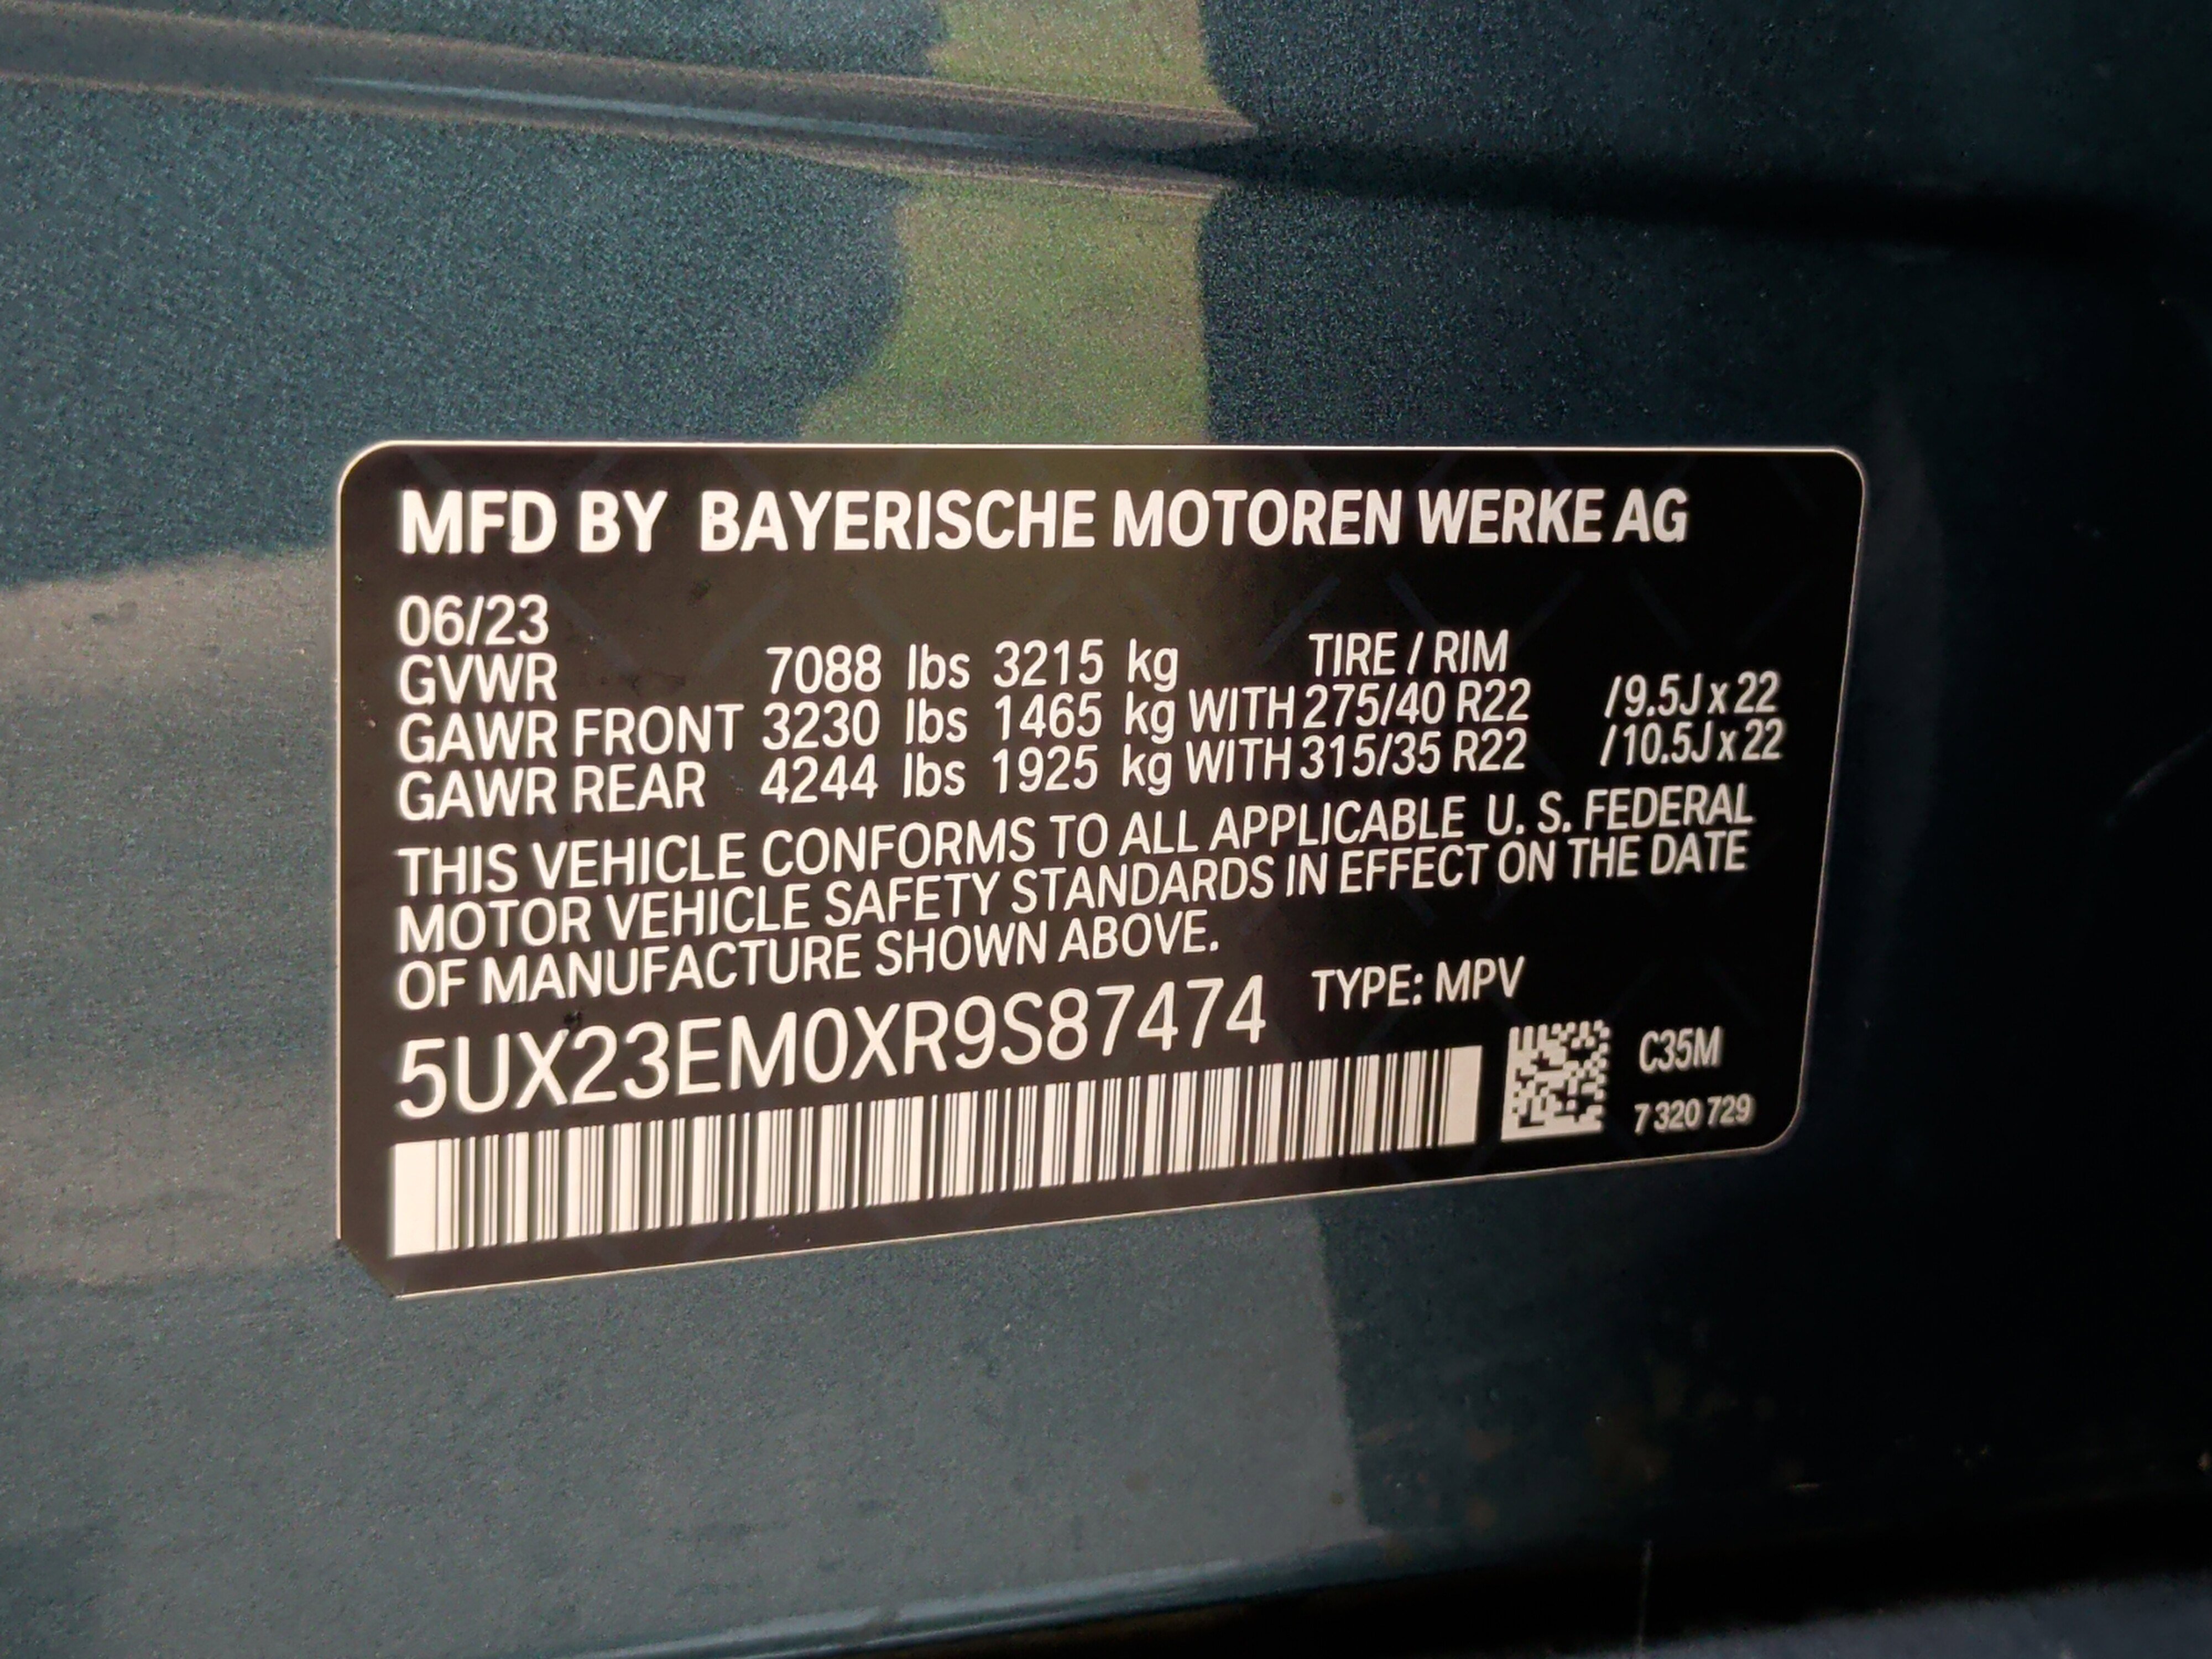 MFD BY BAYERISCHE MOTOREN WERKE AG
06/23
GVWR 7088 lbs 3215 kg TIRE / RIM
GAWR FRONT 3230 lbs 1465 kg WITH 275/40 R22 /9.5J x 22
GAWR REAR 4244 lbs 1925 kg WITH 315/35 R22 /10.5J x 22
THIS VEHICLE CONFORMS TO ALL APPLICABLE U. S. FEDERAL
MOTOR VEHICLE SAFETY STANDARDS IN EFFECT ON THE DATE
OF MANUFACTURE SHOWN ABOVE.
5UX23EM0XR9S87474 TYPE: MPV
C35M
7 320 729